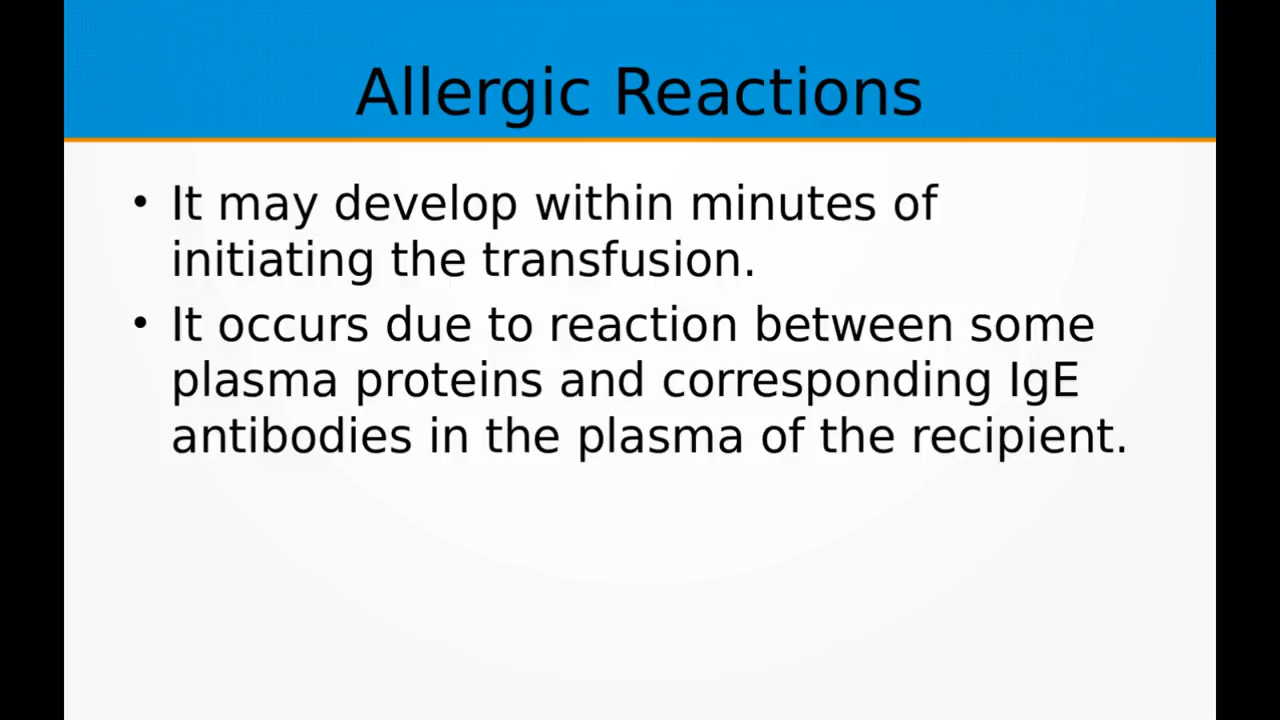 Allergic Reactions
• It may develop within minutes of
initiating the transfusion.
• It occurs due to reaction between some
plasma proteins and corresponding IgE
antibodies in the plasma of the recipient.